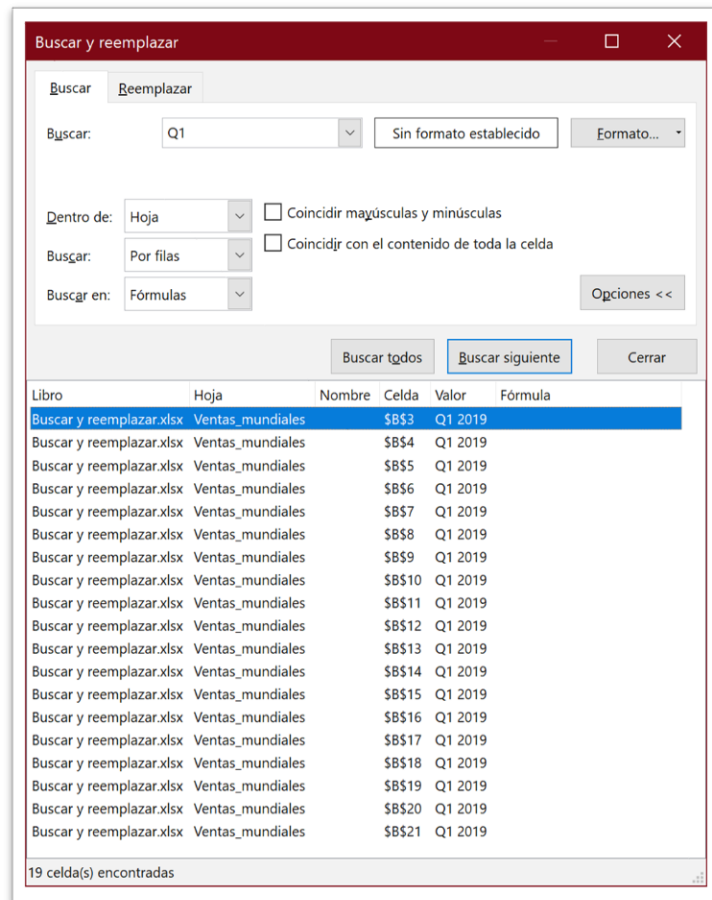 Buscar y reemplazar
Buscar Reemplazar
Buscar: Q1 Sin formato establecido Formato...
Dentro de: Hoja Coincidir mayúsculas y minúsculas
Buscar: Por filas Coincidir con el contenido de toda la celda
Buscar en: Fórmulas Opciones <<
Buscar todos Buscar siguiente Cerrar
Libro Hoja Nombre Celda Valor Fórmula
Buscar y reemplazar.xlsx Ventas_mundiales $B$3 Q1 2019
Buscar y reemplazar.xlsx Ventas_mundiales $B$4 Q1 2019
Buscar y reemplazar.xlsx Ventas_mundiales $B$5 Q1 2019
Buscar y reemplazar.xlsx Ventas_mundiales $B$6 Q1 2019
Buscar y reemplazar.xlsx Ventas_mundiales $B$7 Q1 2019
Buscar y reemplazar.xlsx Ventas_mundiales $B$8 Q1 2019
Buscar y reemplazar.xlsx Ventas_mundiales $B$9 Q1 2019
Buscar y reemplazar.xlsx Ventas_mundiales $B$10 Q1 2019
Buscar y reemplazar.xlsx Ventas_mundiales $B$11 Q1 2019
Buscar y reemplazar.xlsx Ventas_mundiales $B$12 Q1 2019
Buscar y reemplazar.xlsx Ventas_mundiales $B$13 Q1 2019
Buscar y reemplazar.xlsx Ventas_mundiales $B$14 Q1 2019
Buscar y reemplazar.xlsx Ventas_mundiales $B$15 Q1 2019
Buscar y reemplazar.xlsx Ventas_mundiales $B$16 Q1 2019
Buscar y reemplazar.xlsx Ventas_mundiales $B$17 Q1 2019
Buscar y reemplazar.xlsx Ventas_mundiales $B$18 Q1 2019
Buscar y reemplazar.xlsx Ventas_mundiales $B$19 Q1 2019
Buscar y reemplazar.xlsx Ventas_mundiales $B$20 Q1 2019
Buscar y reemplazar.xlsx Ventas_mundiales $B$21 Q1 2019
19 celda(s) encontradas